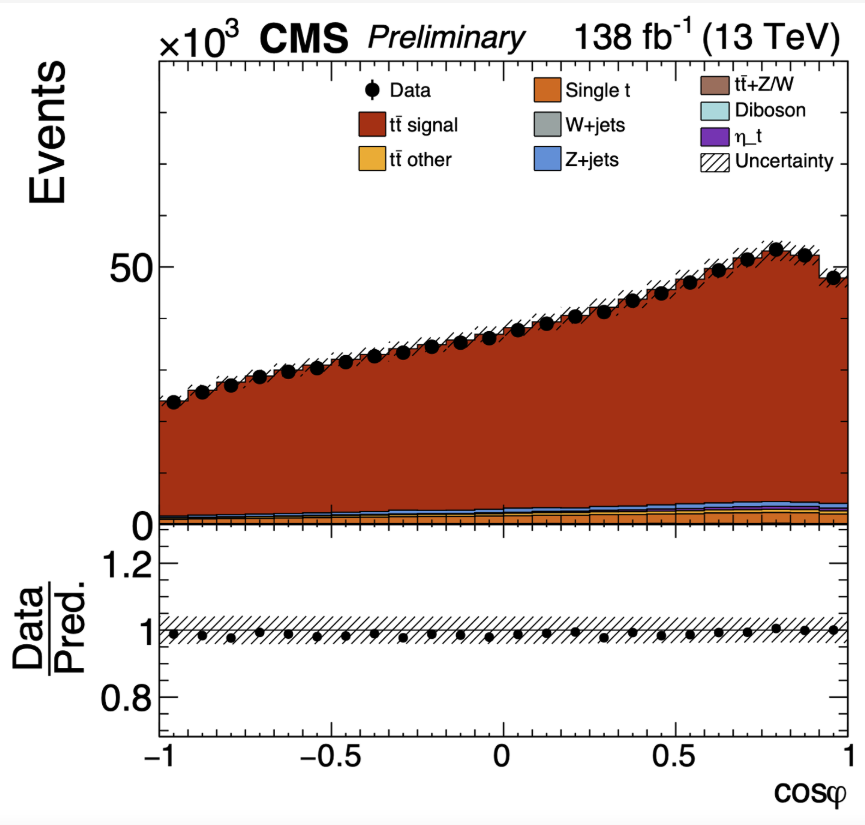 ×10³ CMS Preliminary 138 fb⁻¹ (13 TeV)
Events
Data
tt̄ signal
tt̄ other
Single t
W+jets
Z+jets
tt̄+Z/W
Diboson
η_t
Uncertainty
50
0
Data
Pred.
1.2
1
0.8
−1 −0.5 0 0.5 1
cosφ